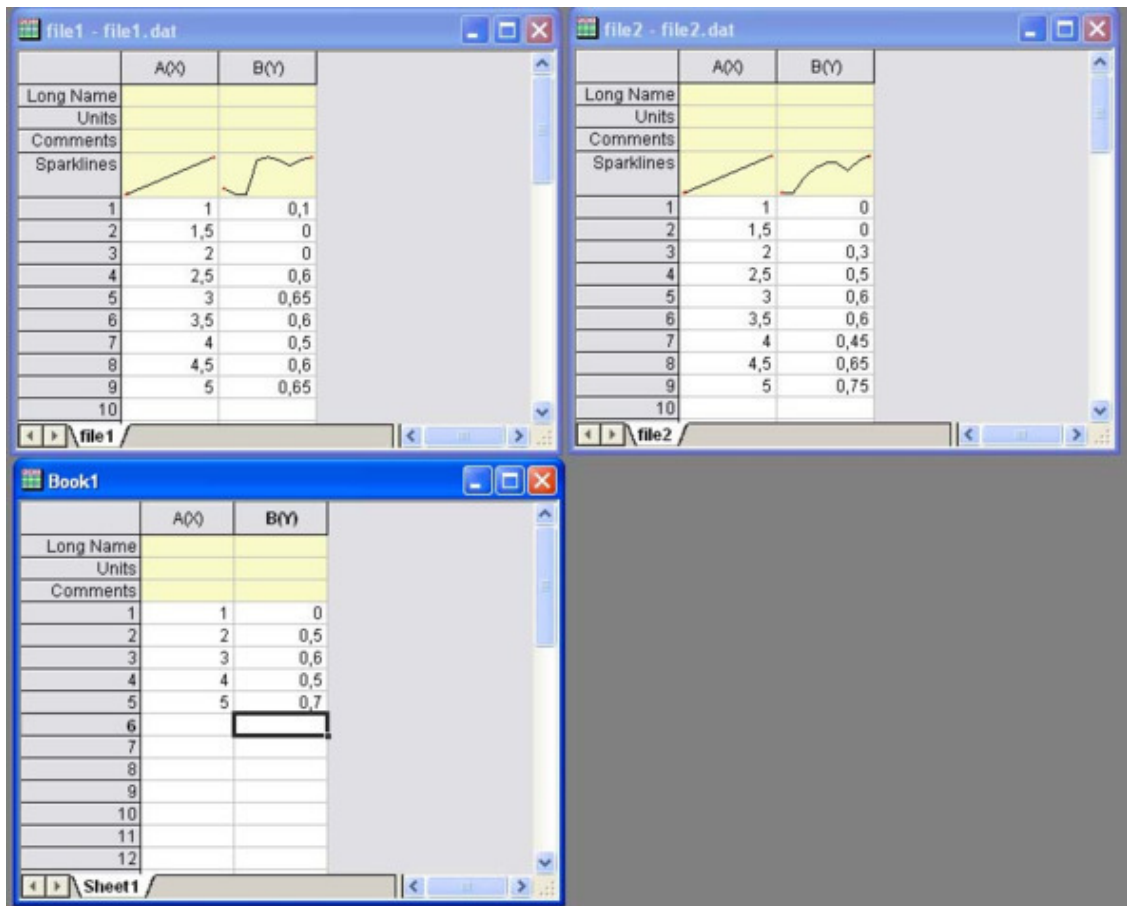 file1 - file1.dat
A(X) B(Y)
Long Name
Units
Comments
Sparklines
1 1 0,1
2 1,5 0
3 2 0
4 2,5 0,6
5 3 0,65
6 3,5 0,6
7 4 0,5
8 4,5 0,6
9 5 0,65
10
file1
file2 - file2.dat
A(X) B(Y)
Long Name
Units
Comments
Sparklines
1 1 0
2 1,5 0
3 2 0,3
4 2,5 0,5
5 3 0,6
6 3,5 0,6
7 4 0,45
8 4,5 0,65
9 5 0,75
10
file2
Book1
A(X) B(Y)
Long Name
Units
Comments
1 1 0
2 2 0,5
3 3 0,6
4 4 0,5
5 5 0,7
6
7
8
9
10
11
12
Sheet1